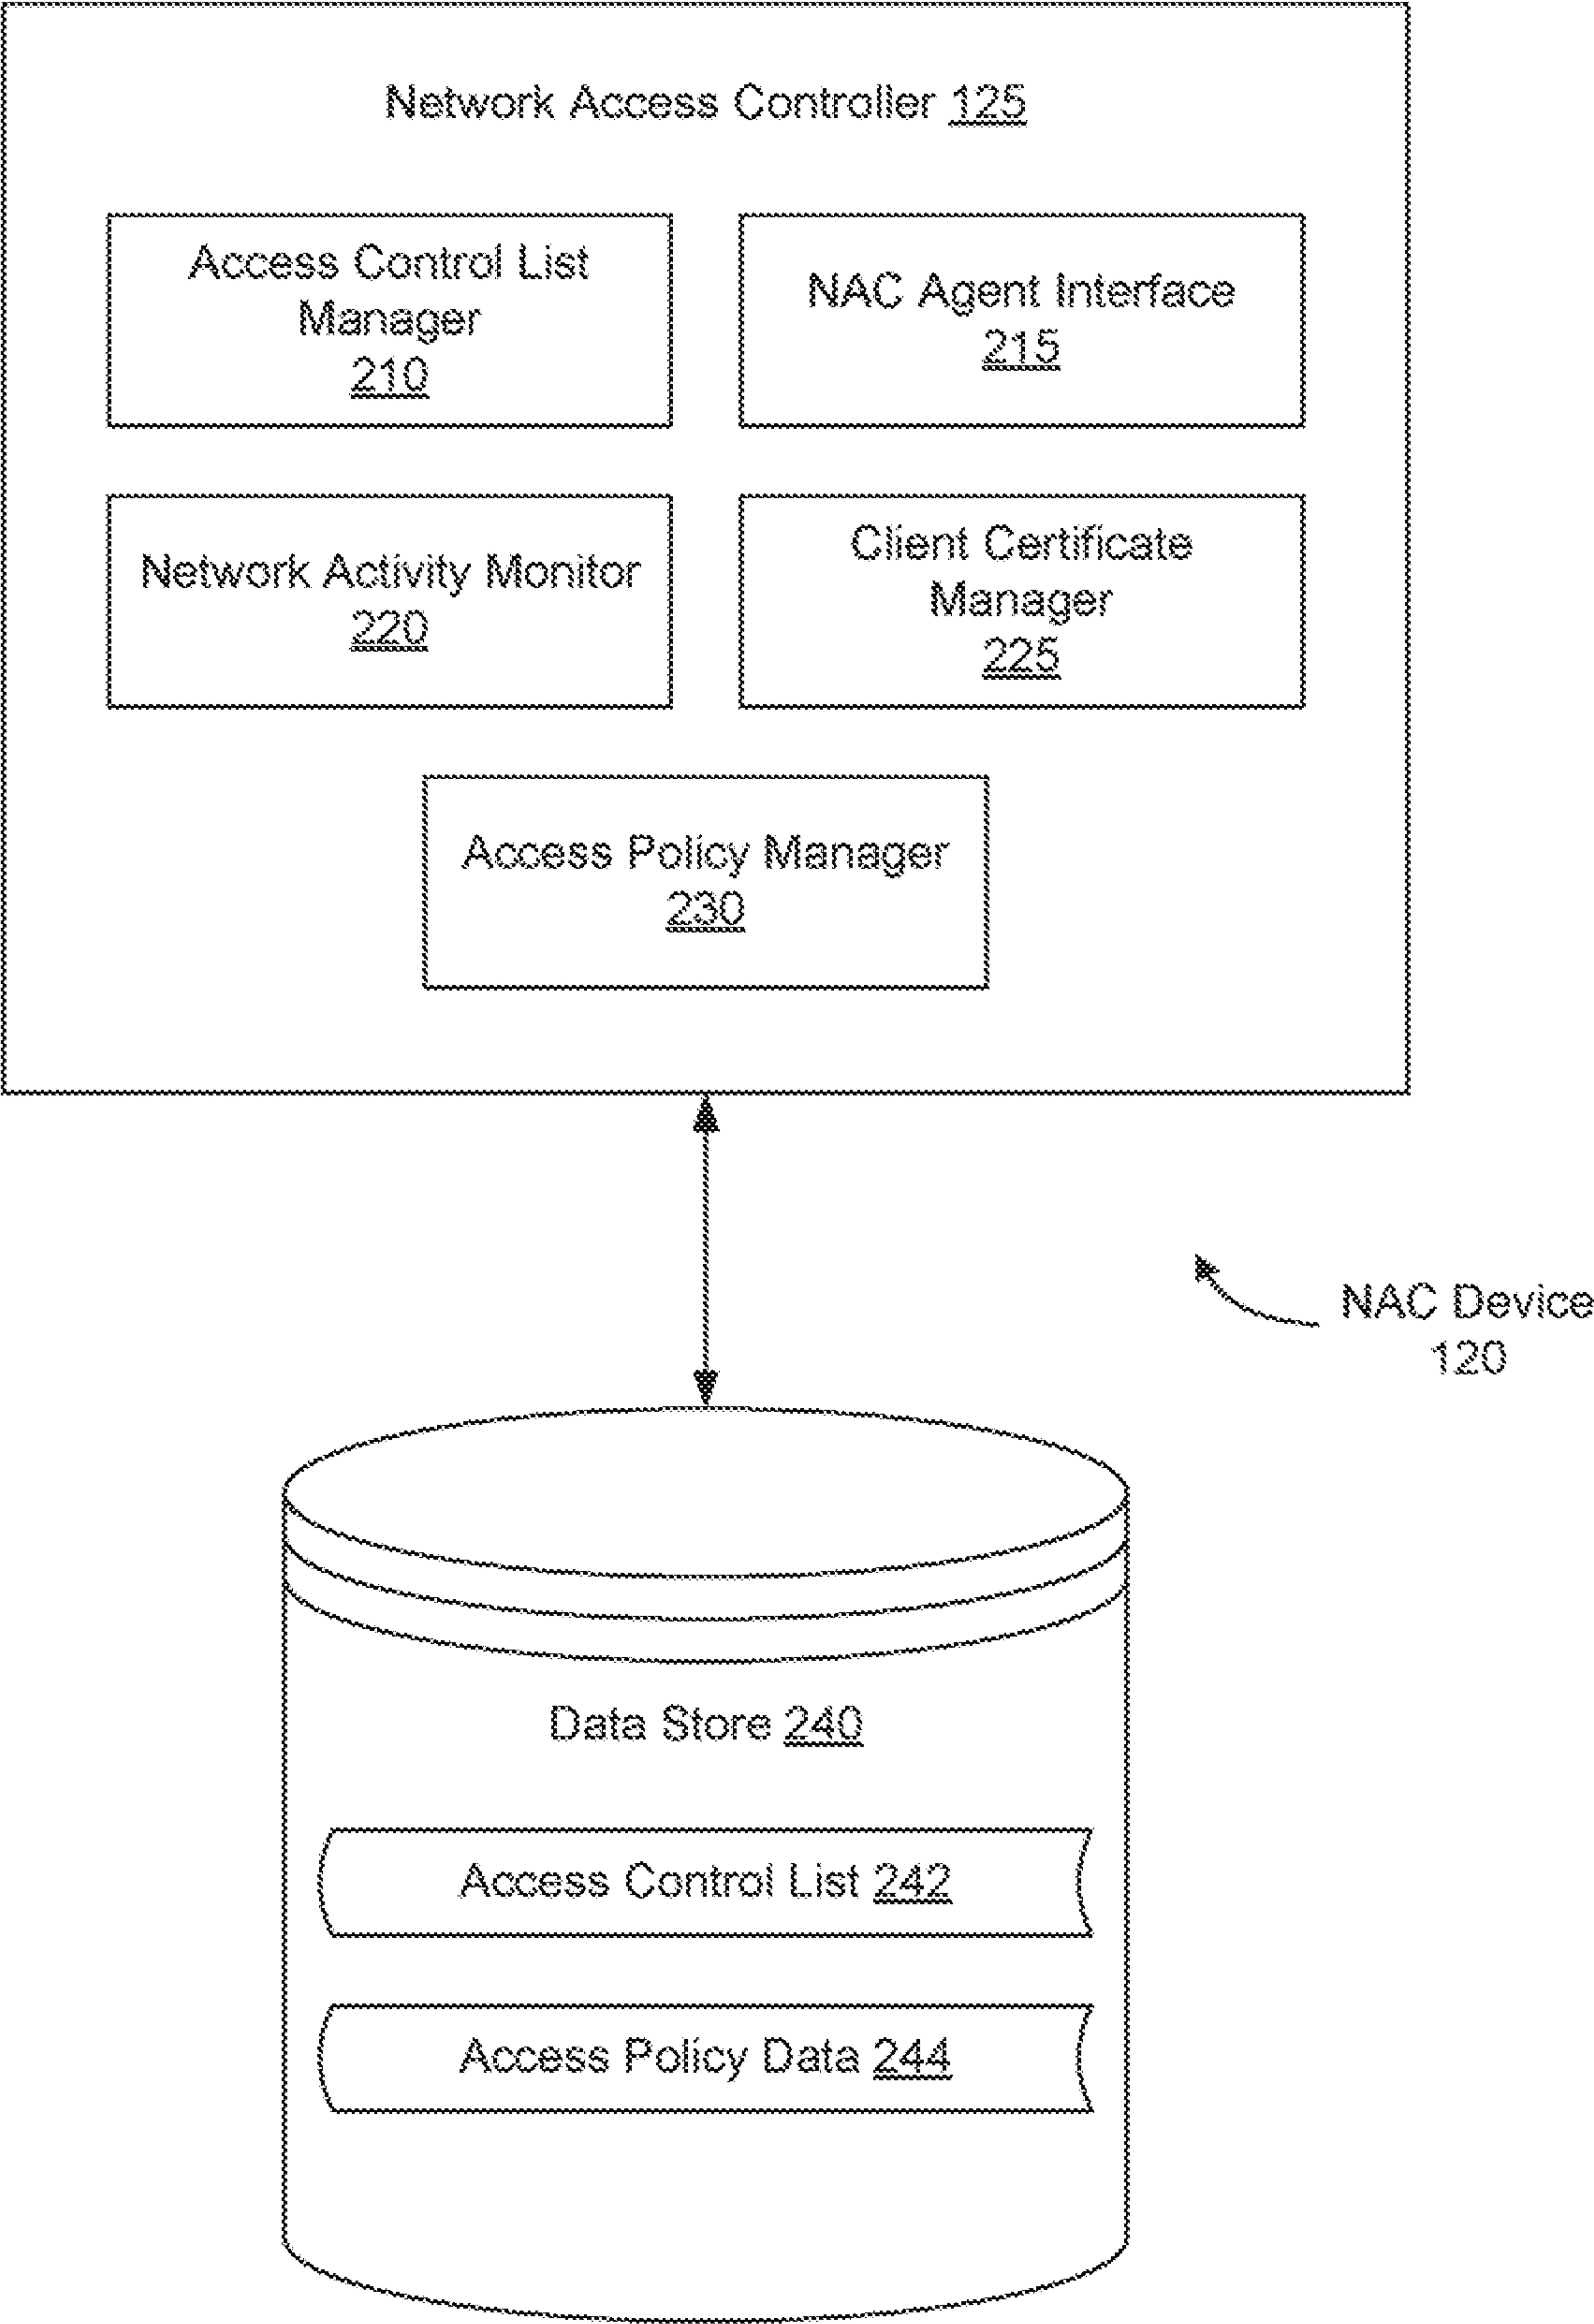 Network Access Controller 125
Access Control List
Manager
210
NAC Agent Interface
215
Network Activity Monitor
220
Client Certificate
Manager
225
Access Policy Manager
230
NAC Device
120
Data Store 240
Access Control List 242
Access Policy Data 244